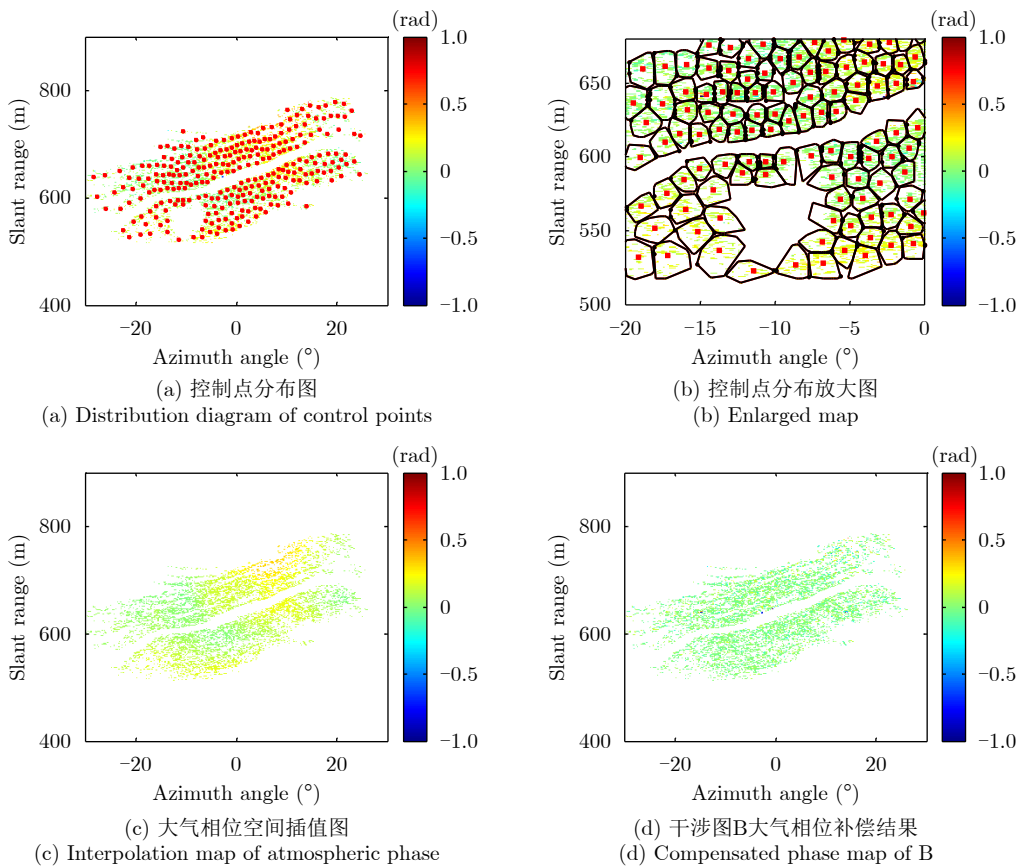 (rad)
1.0
0.5
0
−0.5
−1.0
800
600
400
Slant range (m)
−20
0
20
Azimuth angle (°)
(a) 控制点分布图
(a) Distribution diagram of control points
(rad)
1.0
0.5
0
−0.5
−1.0
650
600
550
500
Slant range (m)
−20
−15
−10
−5
0
Azimuth angle (°)
(b) 控制点分布放大图
(b) Enlarged map
(rad)
1.0
0.5
0
−0.5
−1.0
800
600
400
Slant range (m)
−20
0
20
Azimuth angle (°)
(c) 大气相位空间插值图
(c) Interpolation map of atmospheric phase
(rad)
1.0
0.5
0
−0.5
−1.0
800
600
400
Slant range (m)
−20
0
20
Azimuth angle (°)
(d) 干涉图B大气相位补偿结果
(d) Compensated phase map of B